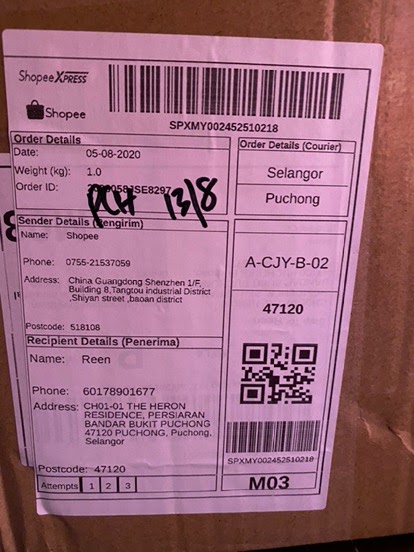 Shopee XPRESS
Shopee
SPXMY002452510218
Order Details
Date: 05-08-2020
Weight (kg): 1.0
Order ID:
PCH 13/8
Order Details (Courier)
Selangor
Puchong
Sender Details (Pengirim)
Name: Shopee
Phone: 0755-21537059
Address: China Guangdong Shenzhen 1/F,
Building 8,Tangtou industrial District
,Shiyan street ,baoan district
Postcode: 518108
A-CJY-B-02
47120
Recipient Details (Penerima)
Name: Reen
Phone: 60178901677
Address: CH01-01 THE HERON
RESIDENCE, PERSIARAN
BANDAR BUKIT PUCHONG
47120 PUCHONG, Puchong,
Selangor
Postcode: 47120
SPXMY002452510218
Attempts 1 2 3
M03